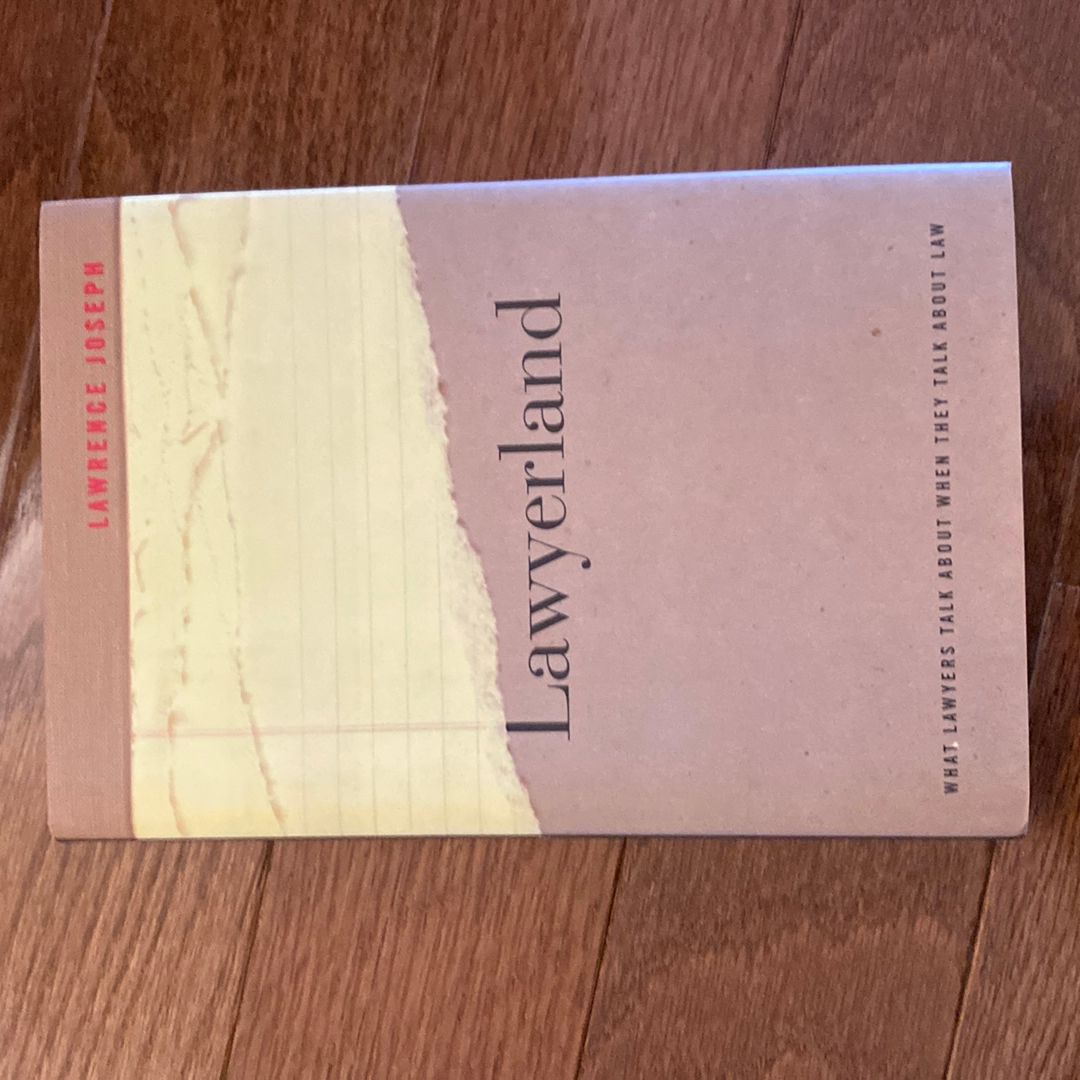 LAWRENCE JOSEPH
Lawyerland
WHAT LAWYERS TALK ABOUT WHEN THEY TALK ABOUT LAW